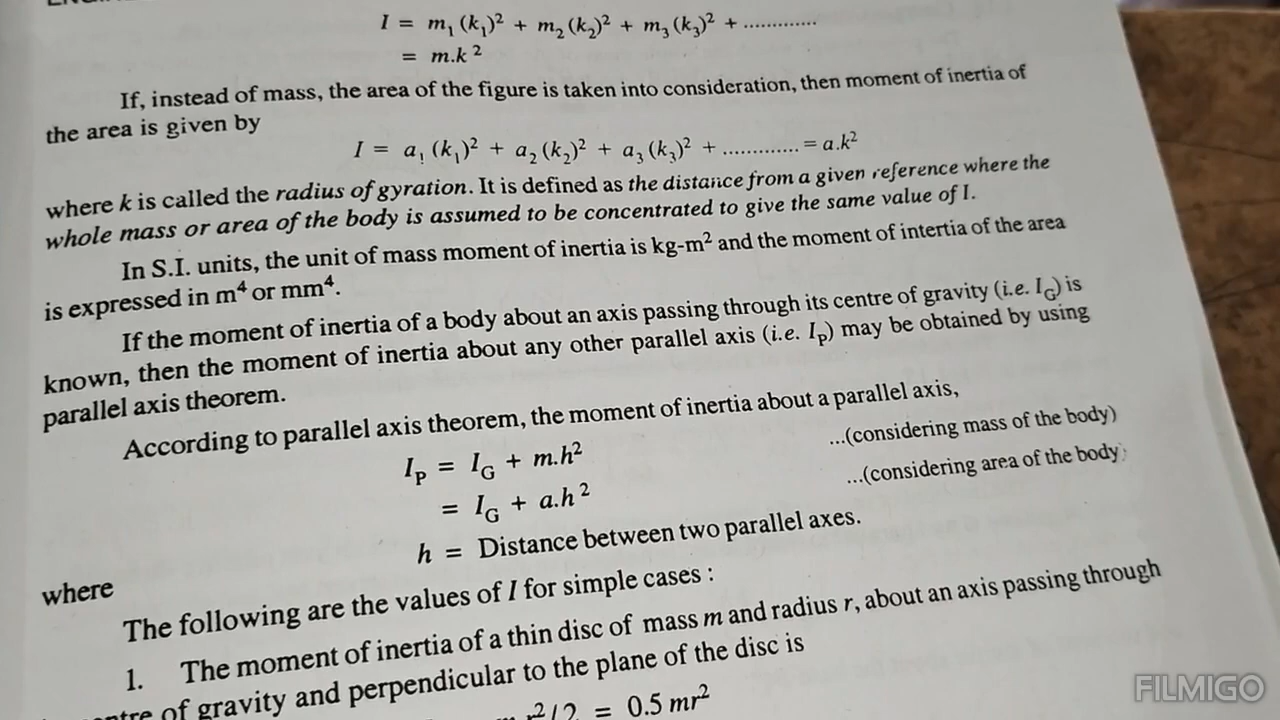 I = m₁ (k₁)² + m₂ (k₂)² + m₃ (k₃)² + .............
= m.k²
If, instead of mass, the area of the figure is taken into consideration, then moment of inertia of
the area is given by
I = a₁ (k₁)² + a₂ (k₂)² + a₃ (k₃)² + ............. = a.k²
where k is called the radius of gyration. It is defined as the distance from a given reference where the
whole mass or area of the body is assumed to be concentrated to give the same value of I.
In S.I. units, the unit of mass moment of inertia is kg-m² and the moment of intertia of the area
is expressed in m⁴ or mm⁴.
If the moment of inertia of a body about an axis passing through its centre of gravity (i.e. I_G) is
known, then the moment of inertia about any other parallel axis (i.e. I_P) may be obtained by using
parallel axis theorem.
According to parallel axis theorem, the moment of inertia about a parallel axis,
I_P = I_G + m.h² ...(considering mass of the body)
= I_G + a.h² ...(considering area of the body)
where h = Distance between two parallel axes.
The following are the values of I for simple cases :
1. The moment of inertia of a thin disc of mass m and radius r, about an axis passing through
of gravity and perpendicular to the plane of the disc is
r²/2 = 0.5 mr²
FILMIGO